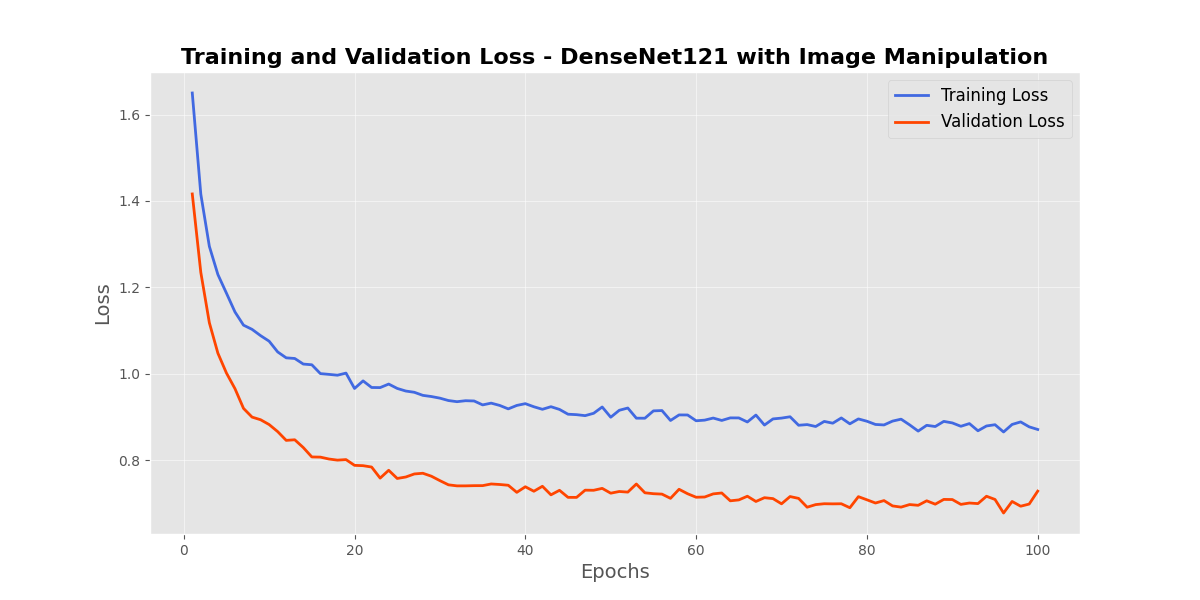 Training and Validation Loss - DenseNet121 with Image Manipulation
Training Loss
Validation Loss
Loss
1.6
1.4
1.2
1.0
0.8
0 20 40 60 80 100
Epochs